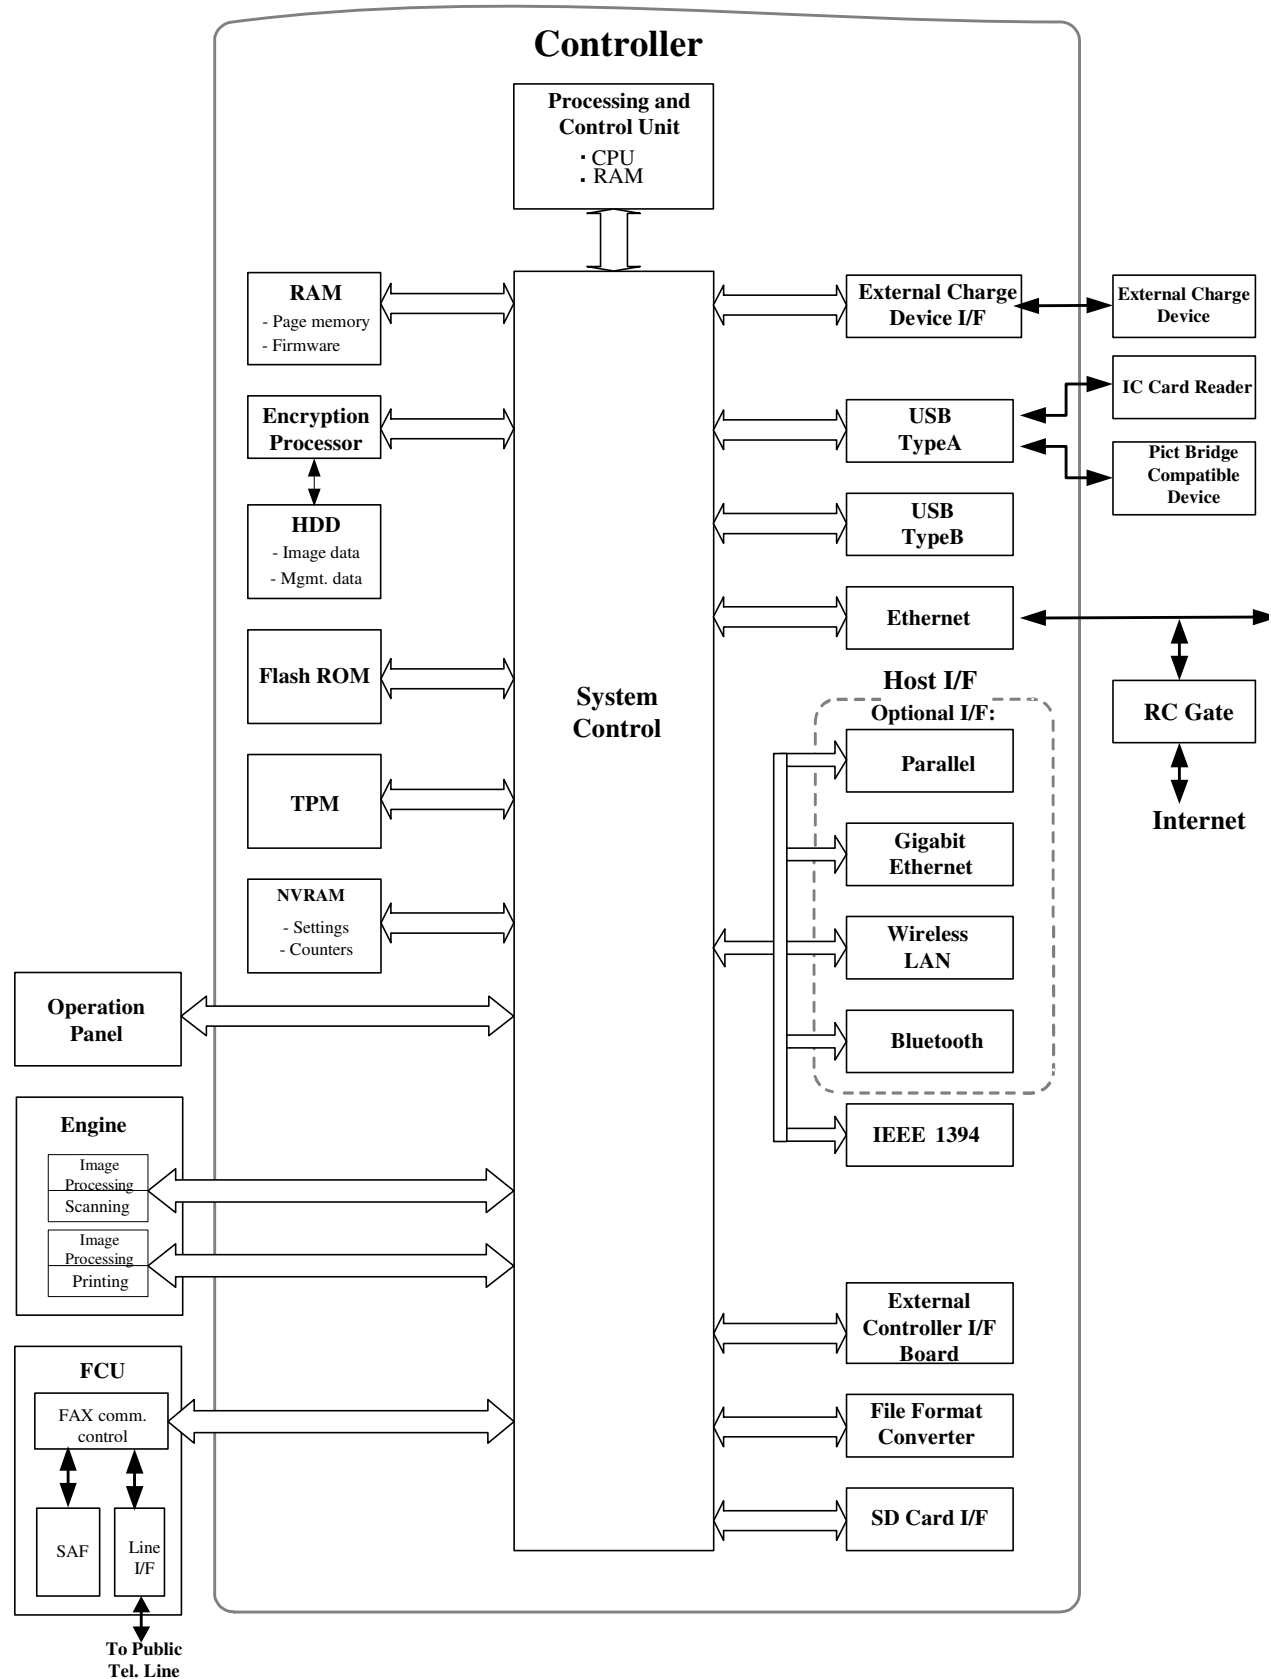 Controller
Processing and
Control Unit
· CPU
· RAM
RAM
- Page memory
- Firmware
Encryption
Processor
HDD
- Image data
- Mgmt. data
Flash ROM
TPM
NVRAM
- Settings
- Counters
Operation
Panel
Engine
Image
Processing
Scanning
Image
Processing
Printing
FCU
FAX comm.
control
SAF
Line
I/F
To Public
Tel. Line
System
Control
External Charge
Device I/F
USB
TypeA
USB
TypeB
Ethernet
Host I/F
Optional I/F:
Parallel
Gigabit
Ethernet
Wireless
LAN
Bluetooth
IEEE 1394
External
Controller I/F
Board
File Format
Converter
SD Card I/F
External Charge
Device
IC Card Reader
Pict Bridge
Compatible
Device
RC Gate
Internet